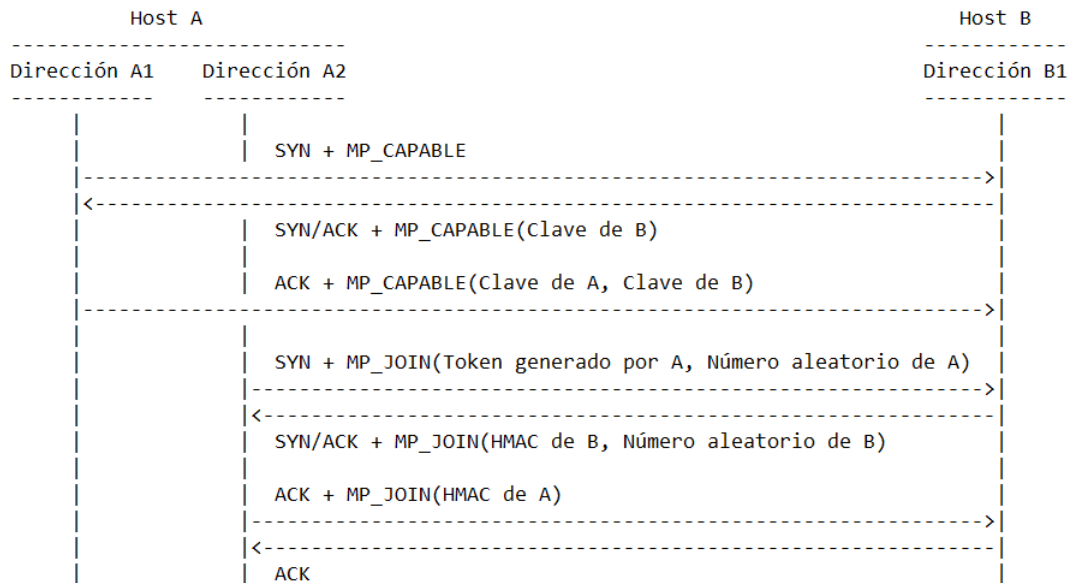 Host A Host B
Dirección A1 Dirección A2 Dirección B1
SYN + MP_CAPABLE
SYN/ACK + MP_CAPABLE(Clave de B)
ACK + MP_CAPABLE(Clave de A, Clave de B)
SYN + MP_JOIN(Token generado por A, Número aleatorio de A)
SYN/ACK + MP_JOIN(HMAC de B, Número aleatorio de B)
ACK + MP_JOIN(HMAC de A)
ACK